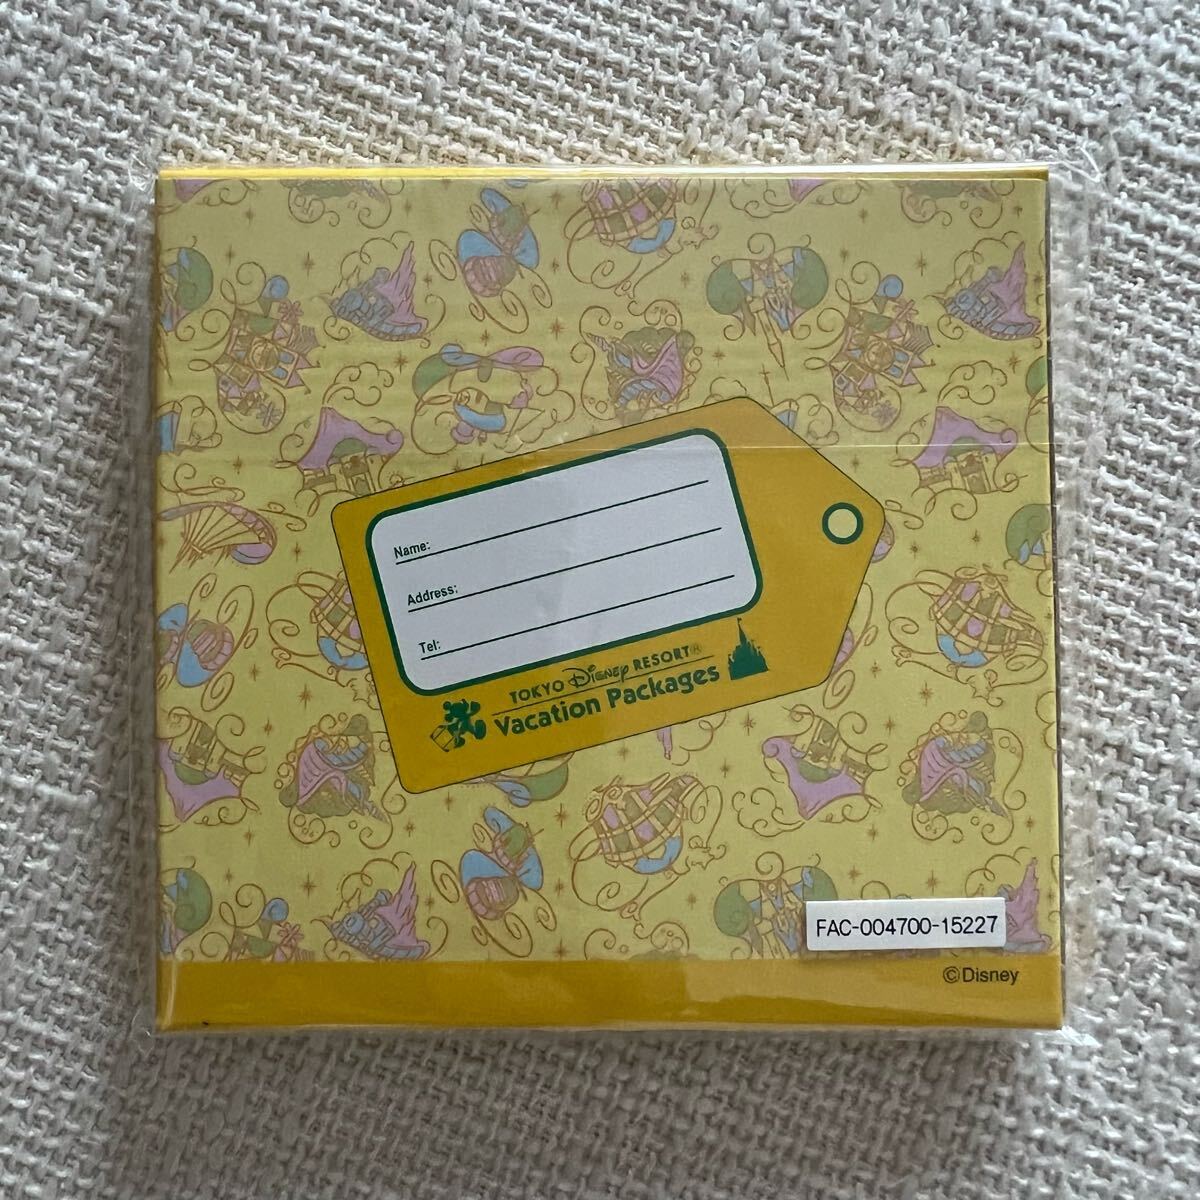 Name:
Address:
Tel:
TOKYO Disney RESORT®
Vacation Packages
FAC-004700-15227
©Disney